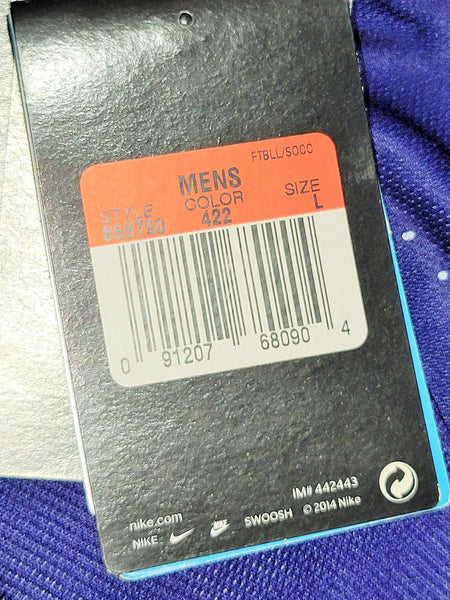 FTBLL/SOCC
MENS
STYLE COLOR SIZE
658790 422 L
0 91207 68090 4
IM# 442443
nike.com SWOOSH © 2014 Nike
NIKE